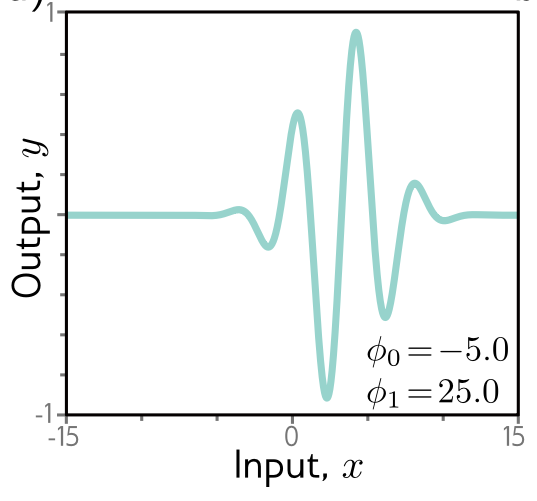 1
Output, y
ϕ₀ = −5.0
ϕ₁ = 25.0
-1
-15 0 15
Input, x